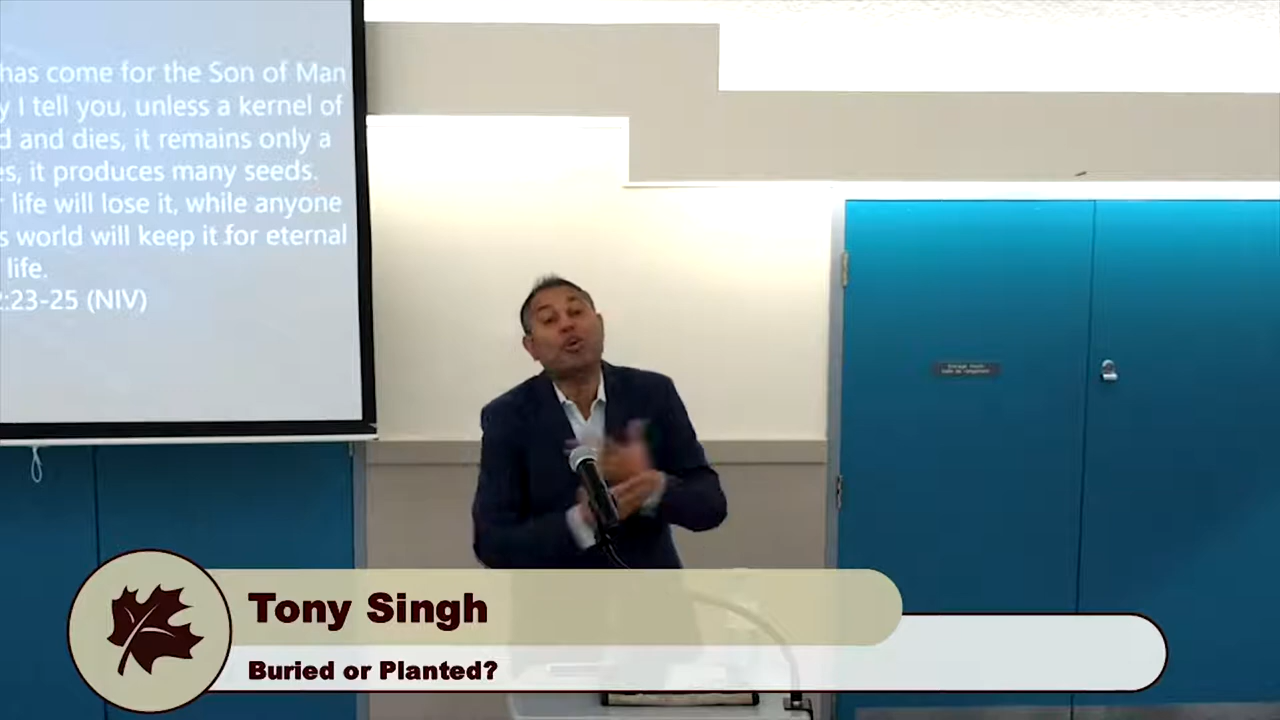 has come for the Son of Man
y I tell you, unless a kernel of
d and dies, it remains only a
es, it produces many seeds.
r life will lose it, while anyone
s world will keep it for eternal
life.
2:23-25 (NIV)
Tony Singh
Buried or Planted?